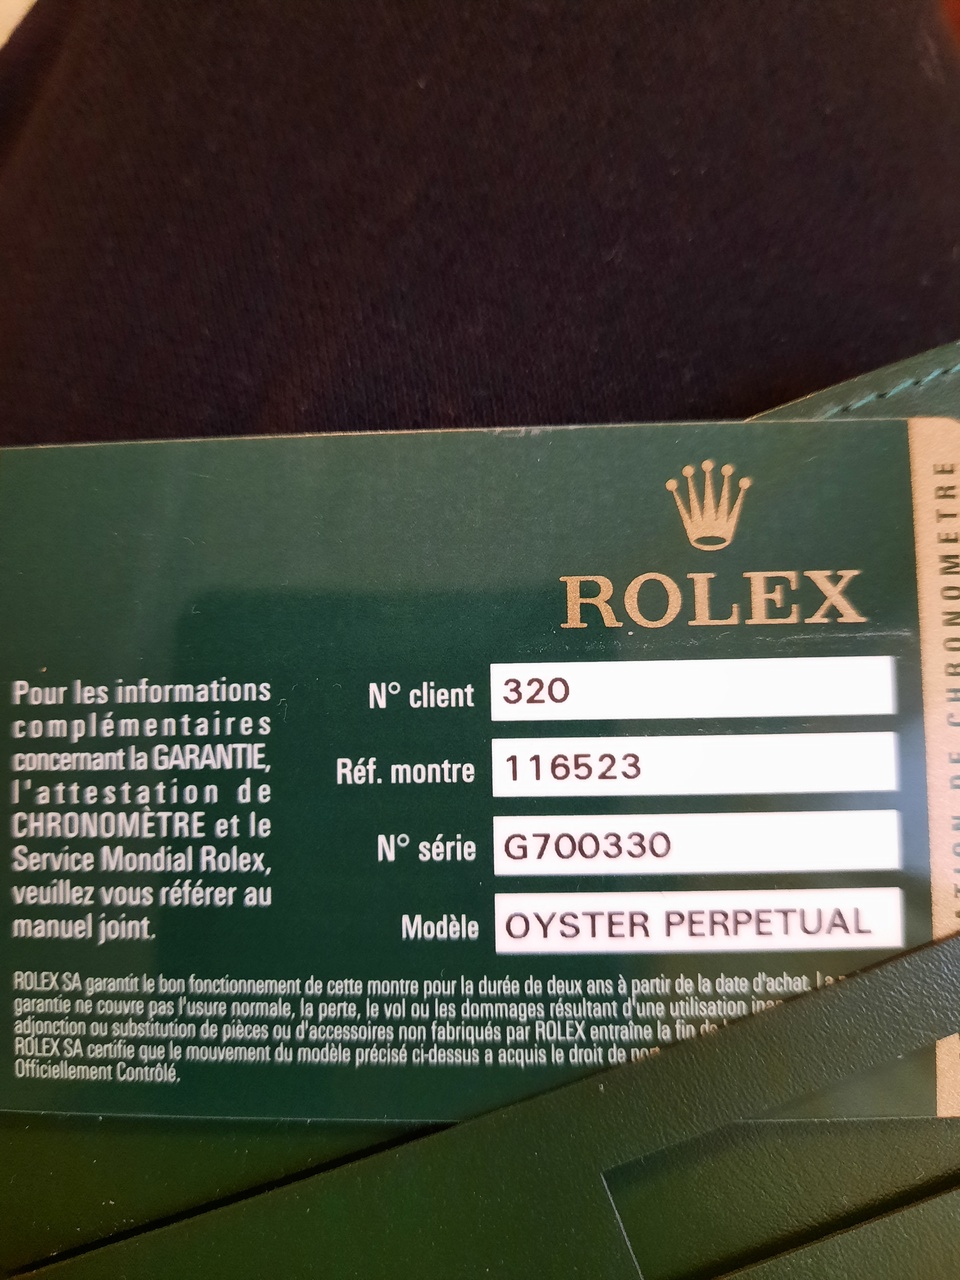 ROLEX
N° client 320
Réf. montre 116523
N° série G700330
Modèle OYSTER PERPETUAL
Pour les informations
complémentaires
concernant la GARANTIE,
l'attestation de
CHRONOMÈTRE et le
Service Mondial Rolex,
veuillez vous référer au
manuel joint.
ROLEX SA garantit le bon fonctionnement de cette montre pour la durée de deux ans à partir de la date d'achat. La
garantie ne couvre pas l'usure normale, la perte, le vol ou les dommages résultant d'une utilisation
adjonction ou substitution de pièces ou d'accessoires non fabriqués par ROLEX entraîne la fin de
ROLEX SA certifie que le mouvement du modèle précisé ci-dessus a acquis le droit de
Officiellement Contrôlé.
DE CHRONOMETRE